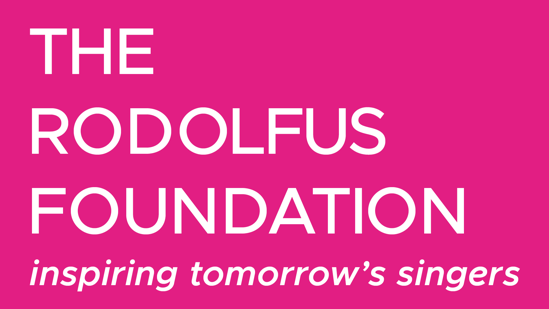 THE
RODOLFUS
FOUNDATION
inspiring tomorrow's singers